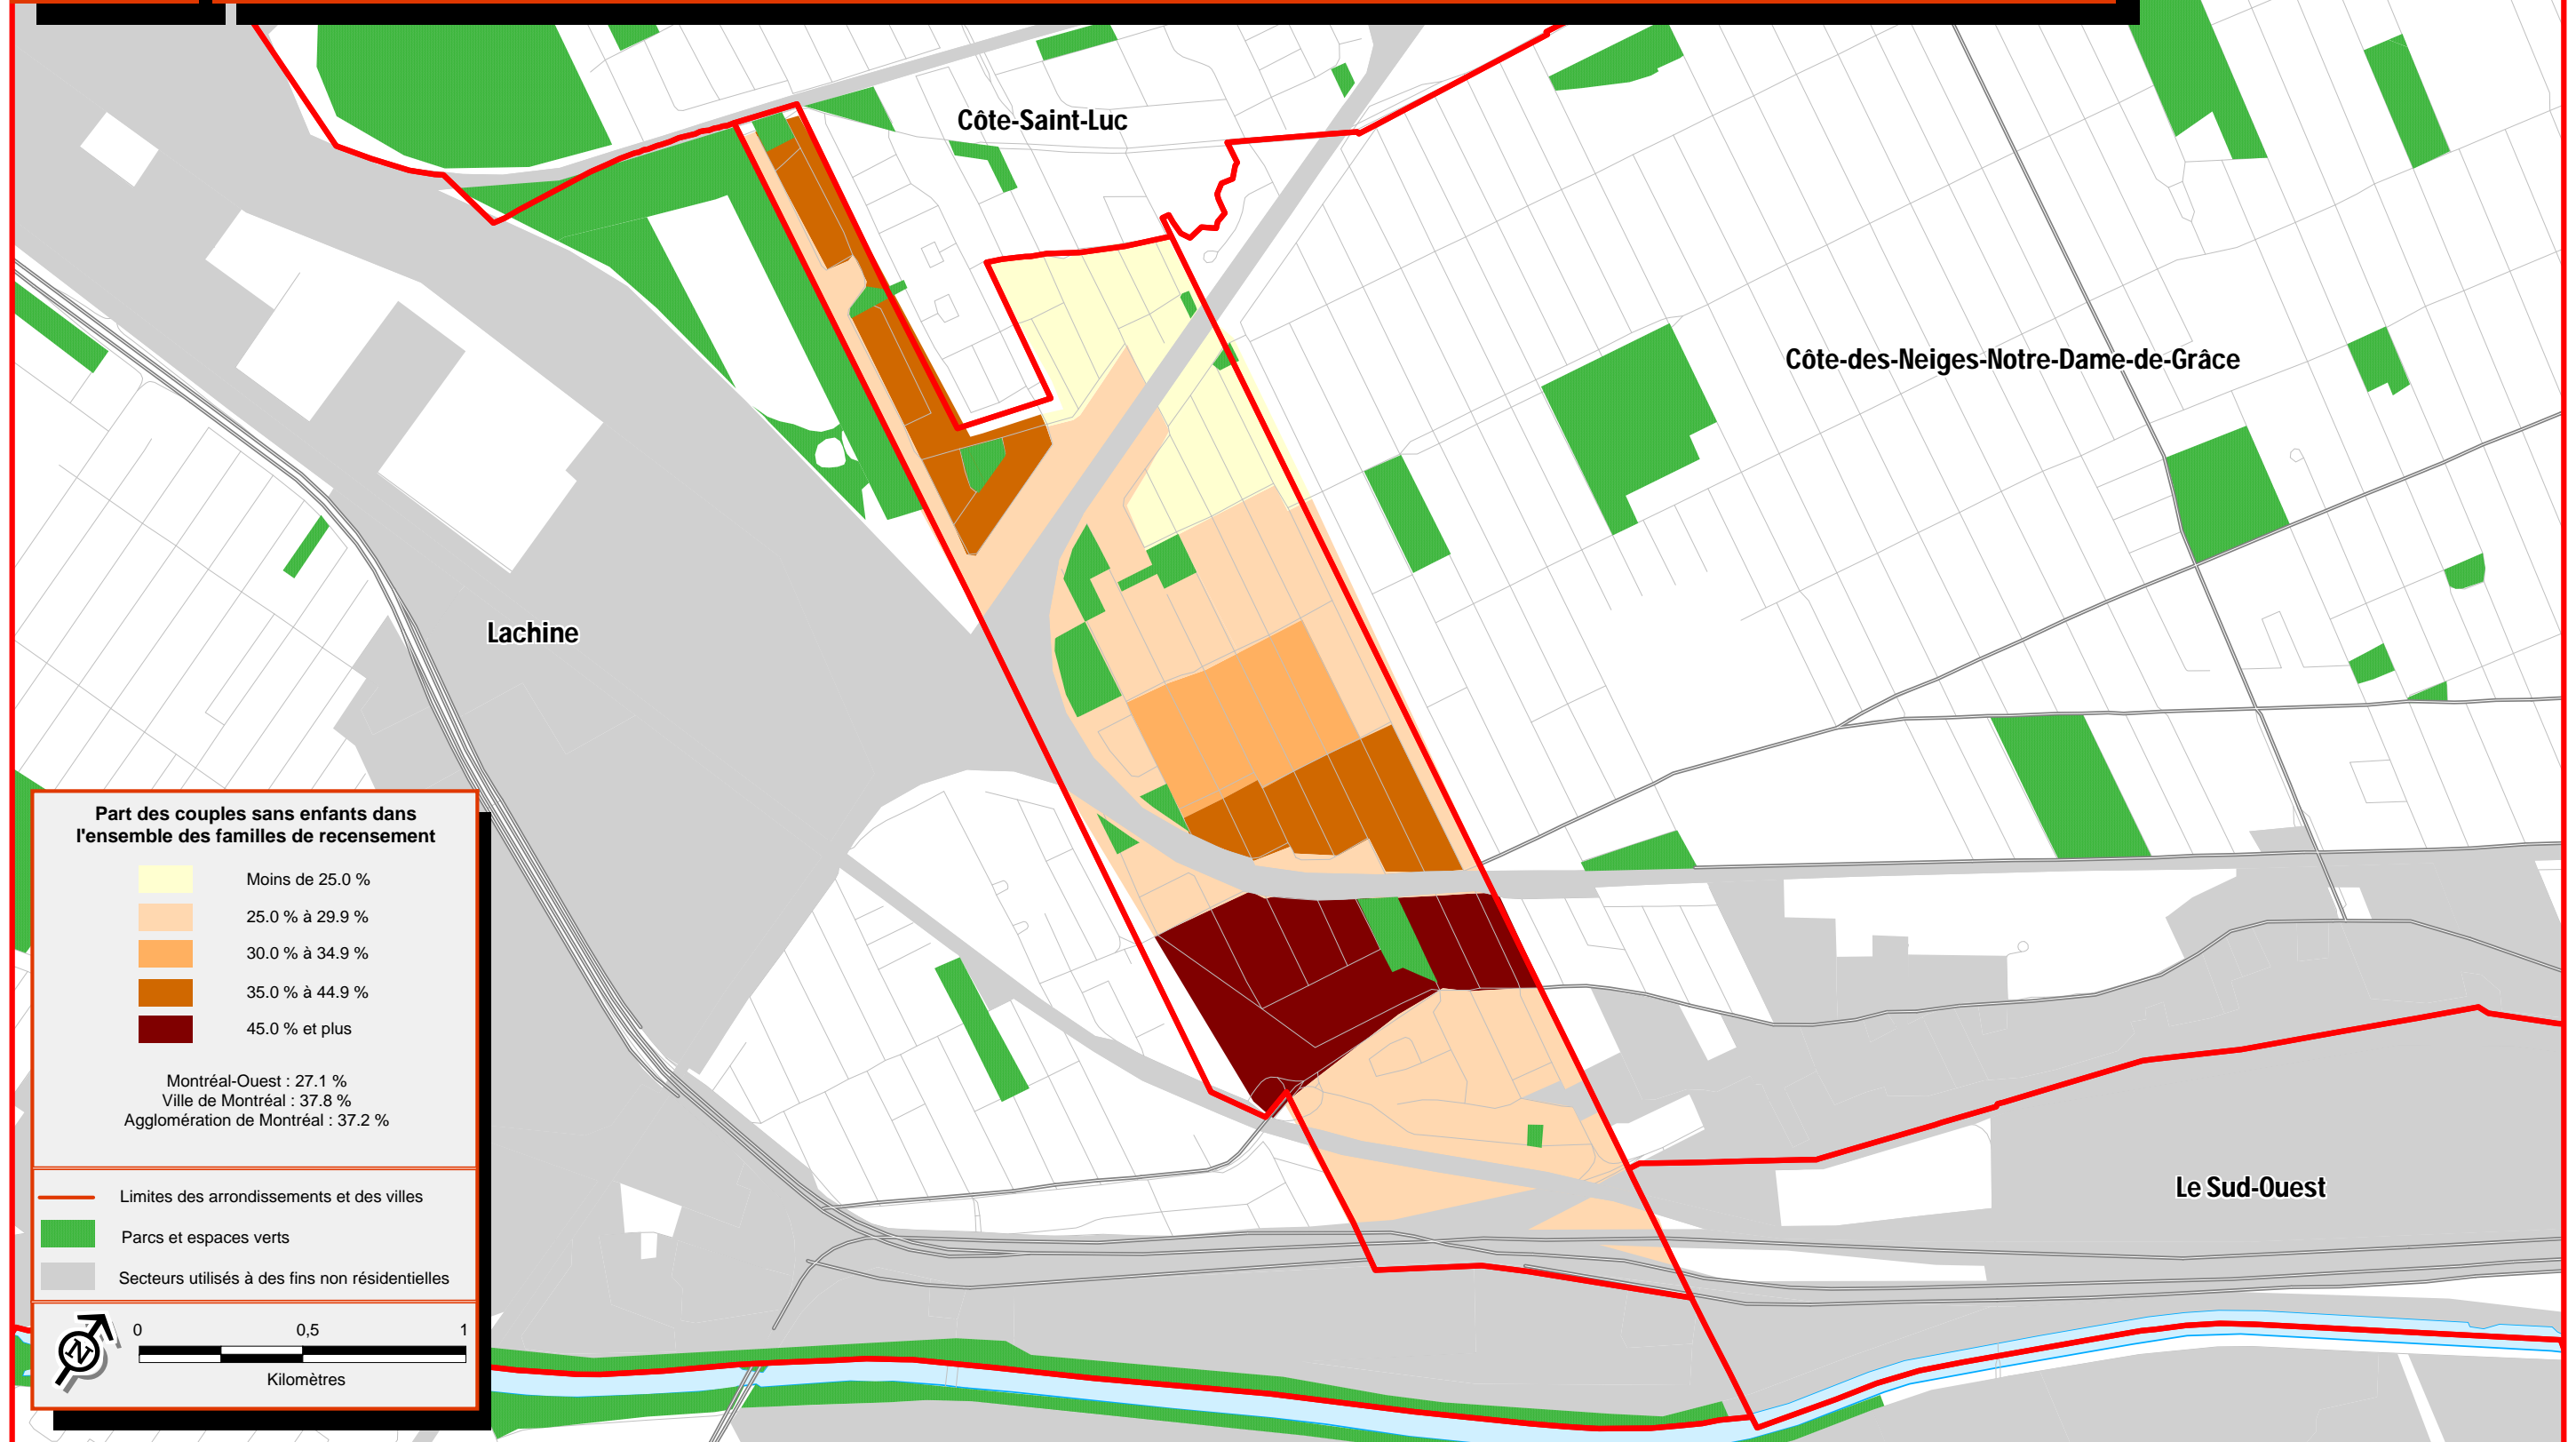 Côte-Saint-Luc
Côte-des-Neiges-Notre-Dame-de-Grâce
Lachine
Le Sud-Ouest
Part des couples sans enfants dans
l'ensemble des familles de recensement
Moins de 25.0 %
25.0 % à 29.9 %
30.0 % à 34.9 %
35.0 % à 44.9 %
45.0 % et plus
Montréal-Ouest : 27.1 %
Ville de Montréal : 37.8 %
Agglomération de Montréal : 37.2 %
Limites des arrondissements et des villes
Parcs et espaces verts
Secteurs utilisés à des fins non résidentielles
N
0 0,5 1
Kilomètres